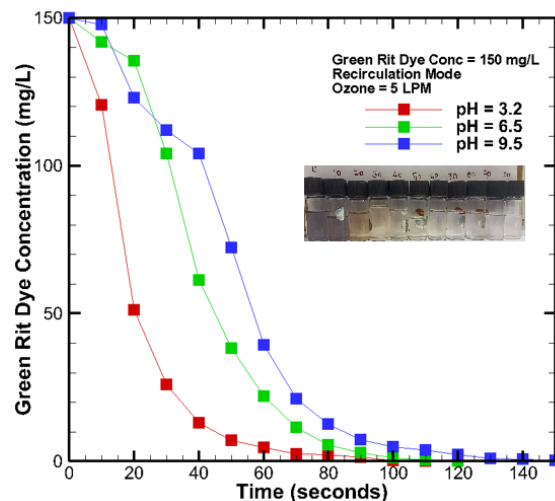 150
100
50
0
0
20
40
60
80
100
120
140
Green Rit Dye Concentration (mg/L)
Time (seconds)
Green Rit Dye Conc = 150 mg/L
Recirculation Mode
Ozone = 5 LPM
pH = 3.2
pH = 6.5
pH = 9.5